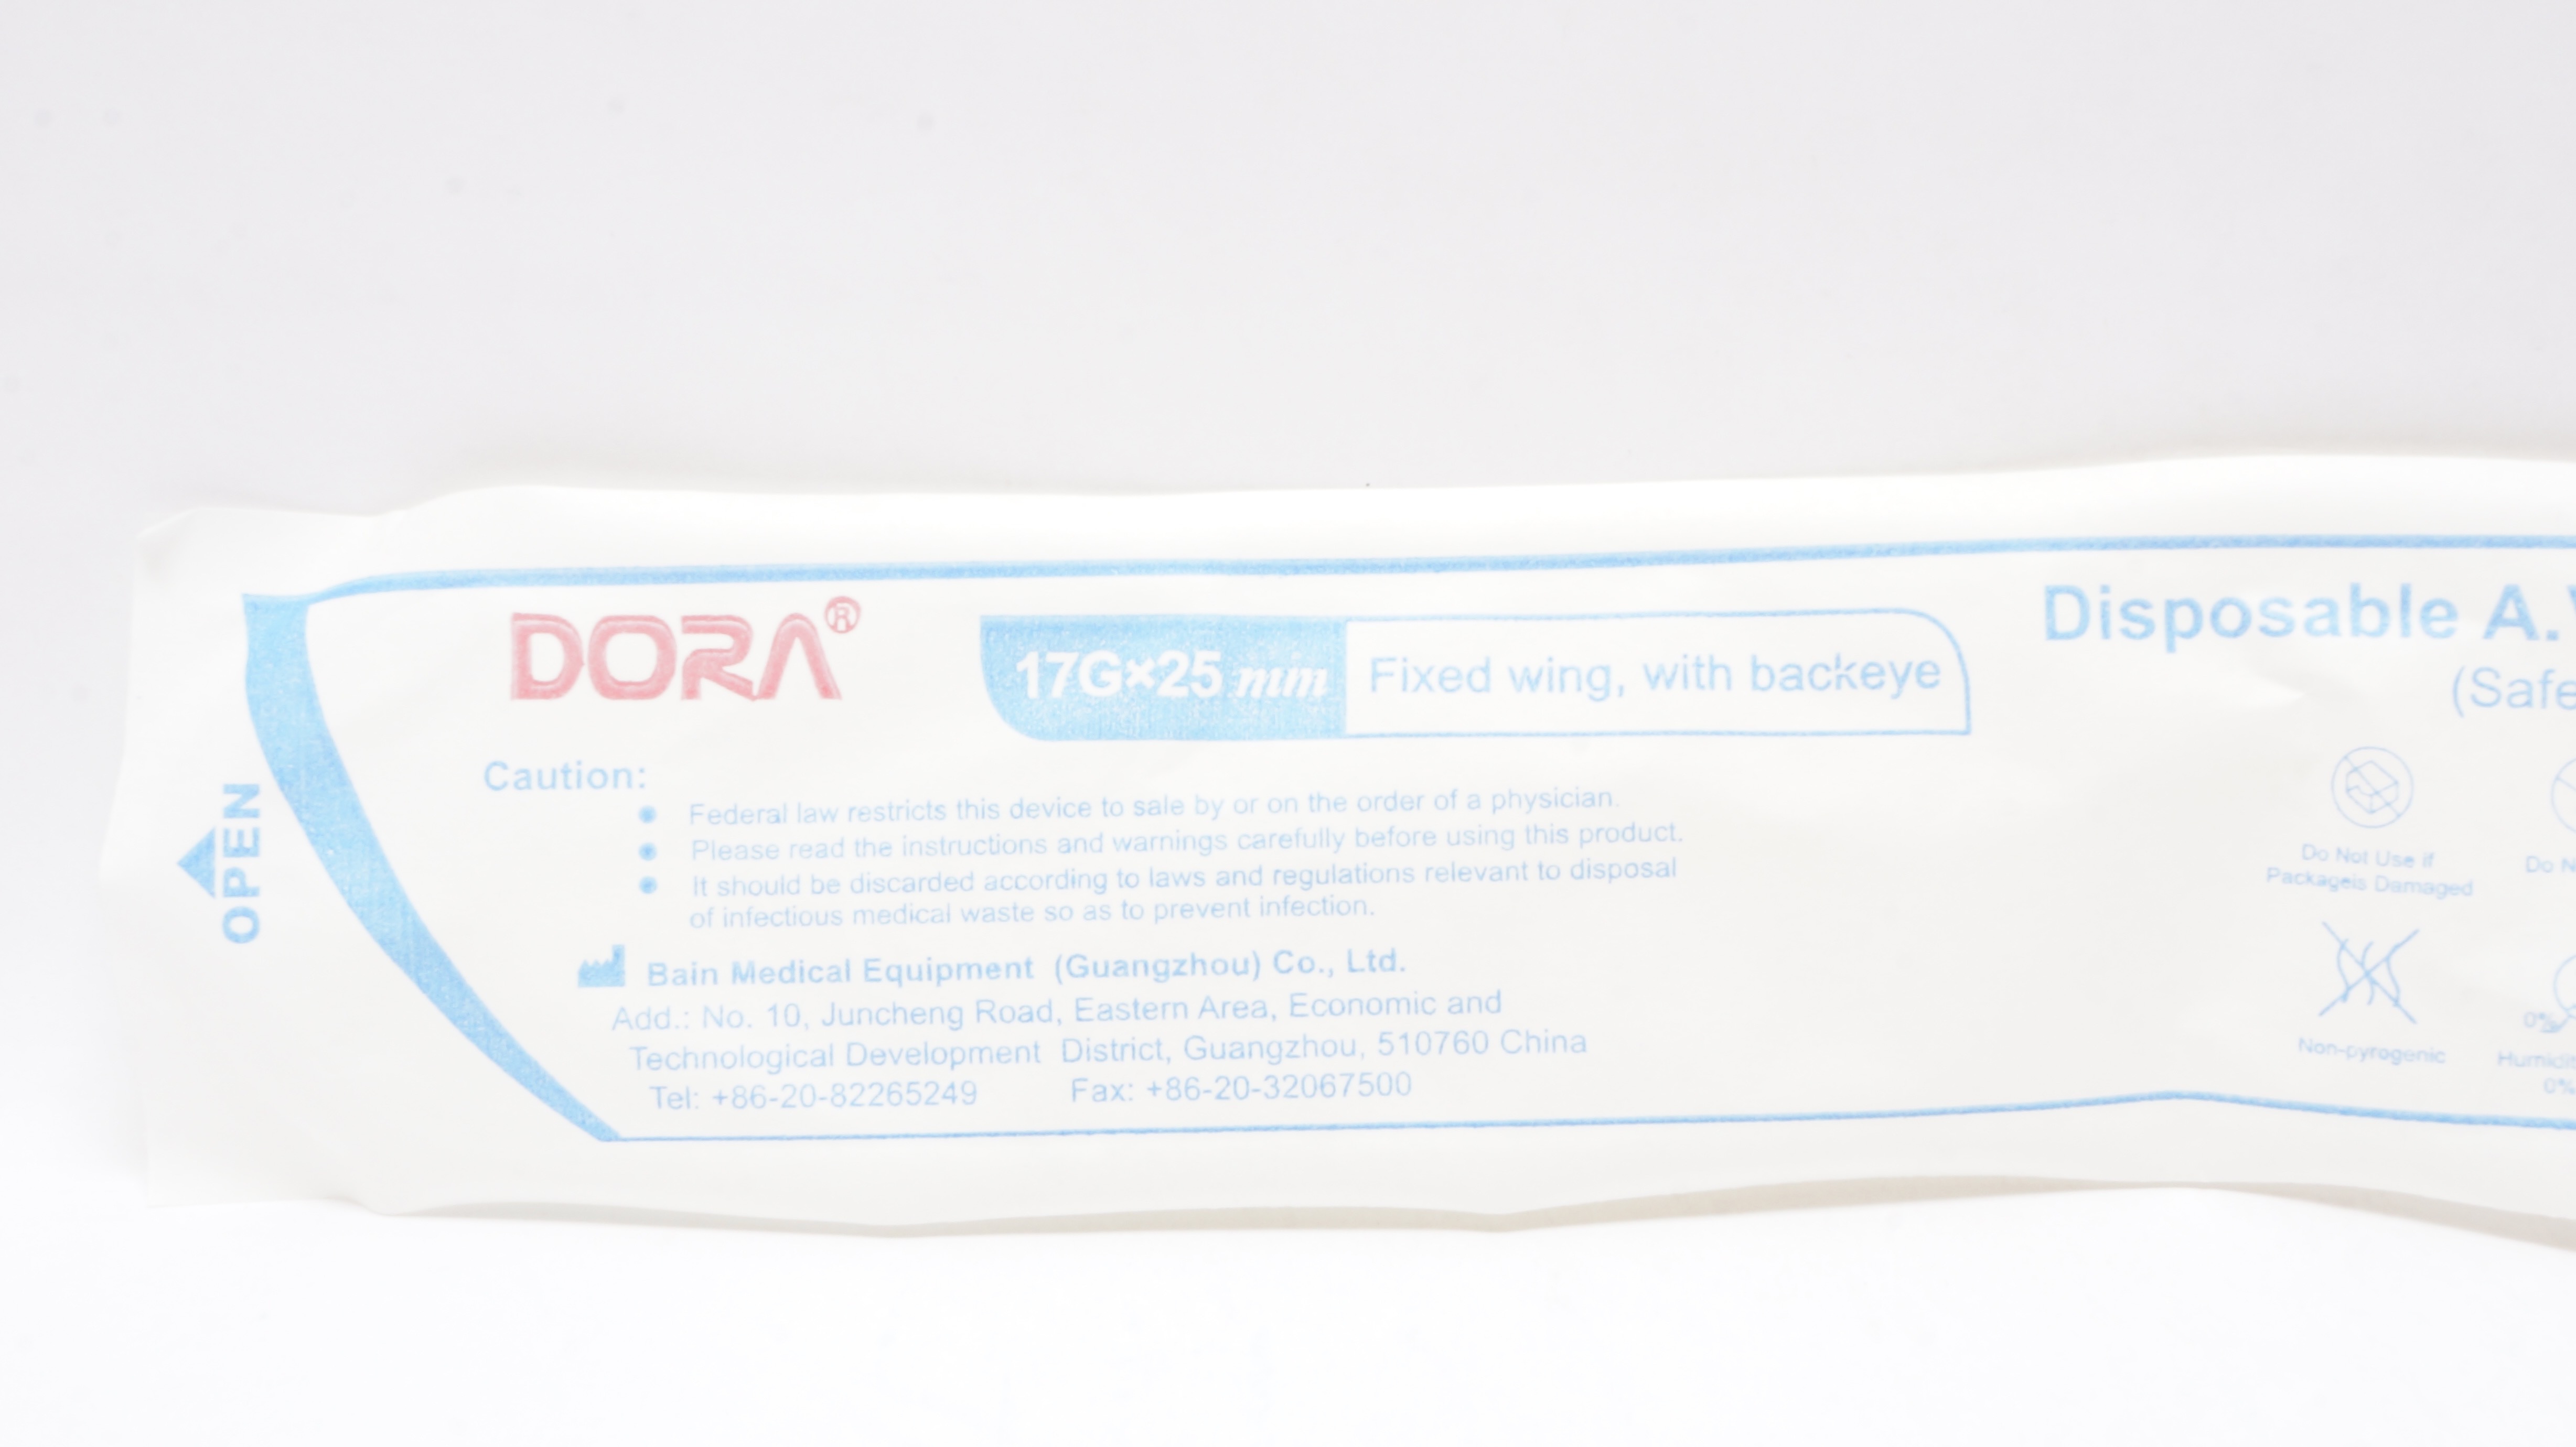 DORA®
17G×25 mm Fixed wing, with backeye
Disposable A.
(Safe
OPEN
Caution:
● Federal law restricts this device to sale by or on the order of a physician.
● Please read the instructions and warnings carefully before using this product.
● It should be discarded according to laws and regulations relevant to disposal
of infectious medical waste so as to prevent infection.
Bain Medical Equipment (Guangzhou) Co., Ltd.
Add.: No. 10, Juncheng Road, Eastern Area, Economic and
Technological Development District, Guangzhou, 510760 China
Tel: +86-20-82265249 Fax: +86-20-32067500
Do Not Use if
Packageis Damaged
Do N
Non-pyrogenic
0%
Humidi
0%